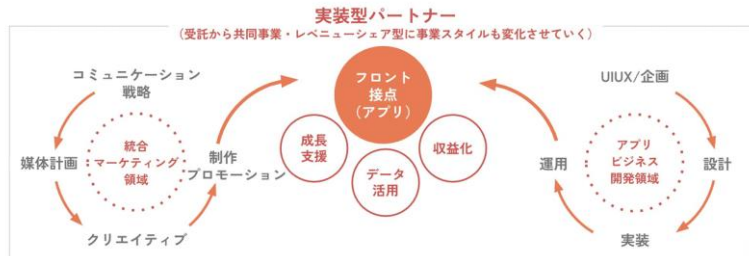 実装型パートナー
（受託から共同事業・レベニューシェア型に事業スタイルも変化させていく）
コミュニケーション
戦略
媒体計画
統合
マーケティング
領域
制作
プロモーション
クリエイティブ
フロント
接点
（アプリ）
成長
支援
データ
活用
収益化
UIUX/企画
運用
アプリ
ビジネス
開発領域
設計
実装